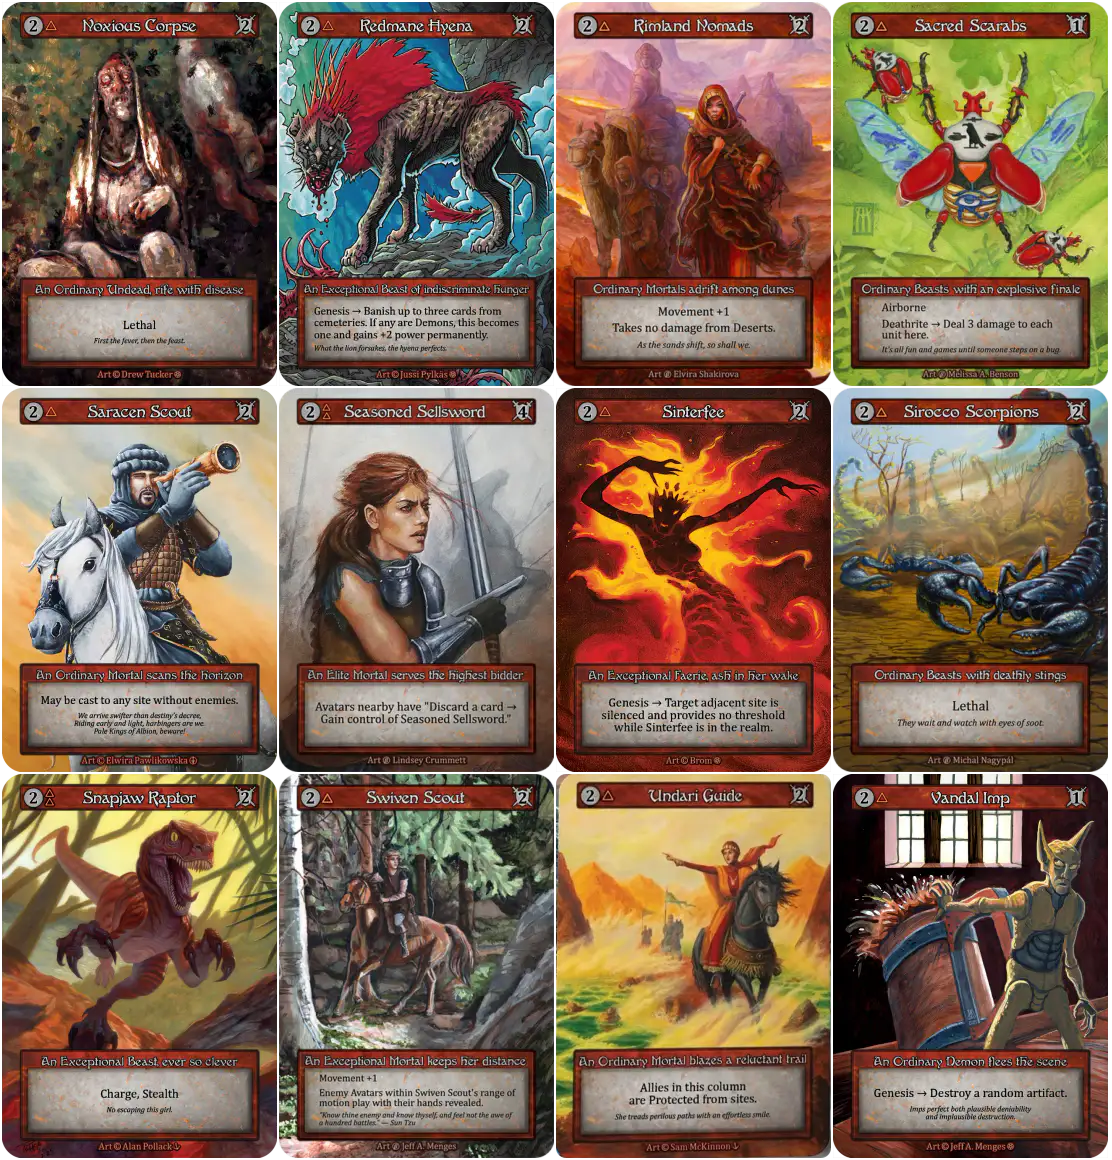 2 Noxious Corpse 2
An Ordinary Undead, rife with disease
Lethal
First the fever, then the feast.
Art © Drew Tucker
2 Redmane Hyena 2
An Exceptional Beast of indiscriminate hunger
Genesis → Banish up to three cards from
cemeteries. If any are Demons, this becomes
one and gains +2 power permanently.
What the lion forsakes, the hyena perfects.
Art © Jussi Pylkäs
2 Rimland Nomads 2
Ordinary Mortals adrift among dunes
Movement +1
Takes no damage from Deserts.
As the sands shift, so shall we.
Art Elvira Shakirova
2 Sacred Scarabs 1
Ordinary Beasts with an explosive finale
Airborne
Deathrite → Deal 3 damage to each
unit here.
It's all fun and games until someone steps on a bug.
Art Melissa A. Benson
2 Saracen Scout 2
An Ordinary Mortal scans the horizon
May be cast to any site without enemies.
We arrive swifter than destiny's dacree,
Riding early and light, harbingers are we.
Pale Kings of Albion, beware!
Art © Elwira Pawlikowska
2 Seasoned Sellsword 4
An Elite Mortal serves the highest bidder
Avatars nearby have "Discard a card →
Gain control of Seasoned Sellsword."
Art Lindsey Crummett
2 Sinterfee 2
An Exceptional Faerie, ash in her wake
Genesis → Target adjacent site is
silenced and provides no threshold
while Sinterfee is in the realm.
Art © Brom
2 Sirocco Scorpions 2
Ordinary Beasts with deathly stings
Lethal
They wait and watch with eyes of soot.
Art Michal Nagypál
2 Snapjaw Raptor 2
An Exceptional Beast, ever so clever
Charge, Stealth
No escaping this girl.
Art © Alan Pollack
2 Swiven Scout 2
An Exceptional Mortal keeps her distance
Movement +1
Enemy Avatars within Swiven Scout's range of
motion play with their hands revealed.
"Know thine enemy and know thyself, and feel not the awe of
a hundred battles." — Sun Tzu
Art Jeff A. Menges
2 Undari Guide 2
An Ordinary Mortal blazes a reluctant trail
Allies in this column
are Protected from sites.
She treads perilous paths with an effortless smile.
Art © Sam McKinnon
2 Vandal Imp 1
An Ordinary Demon flees the scene
Genesis → Destroy a random artifact.
Imps perfect both plausible deniability
and implausible destruction.
Art © Jeff A. Menges